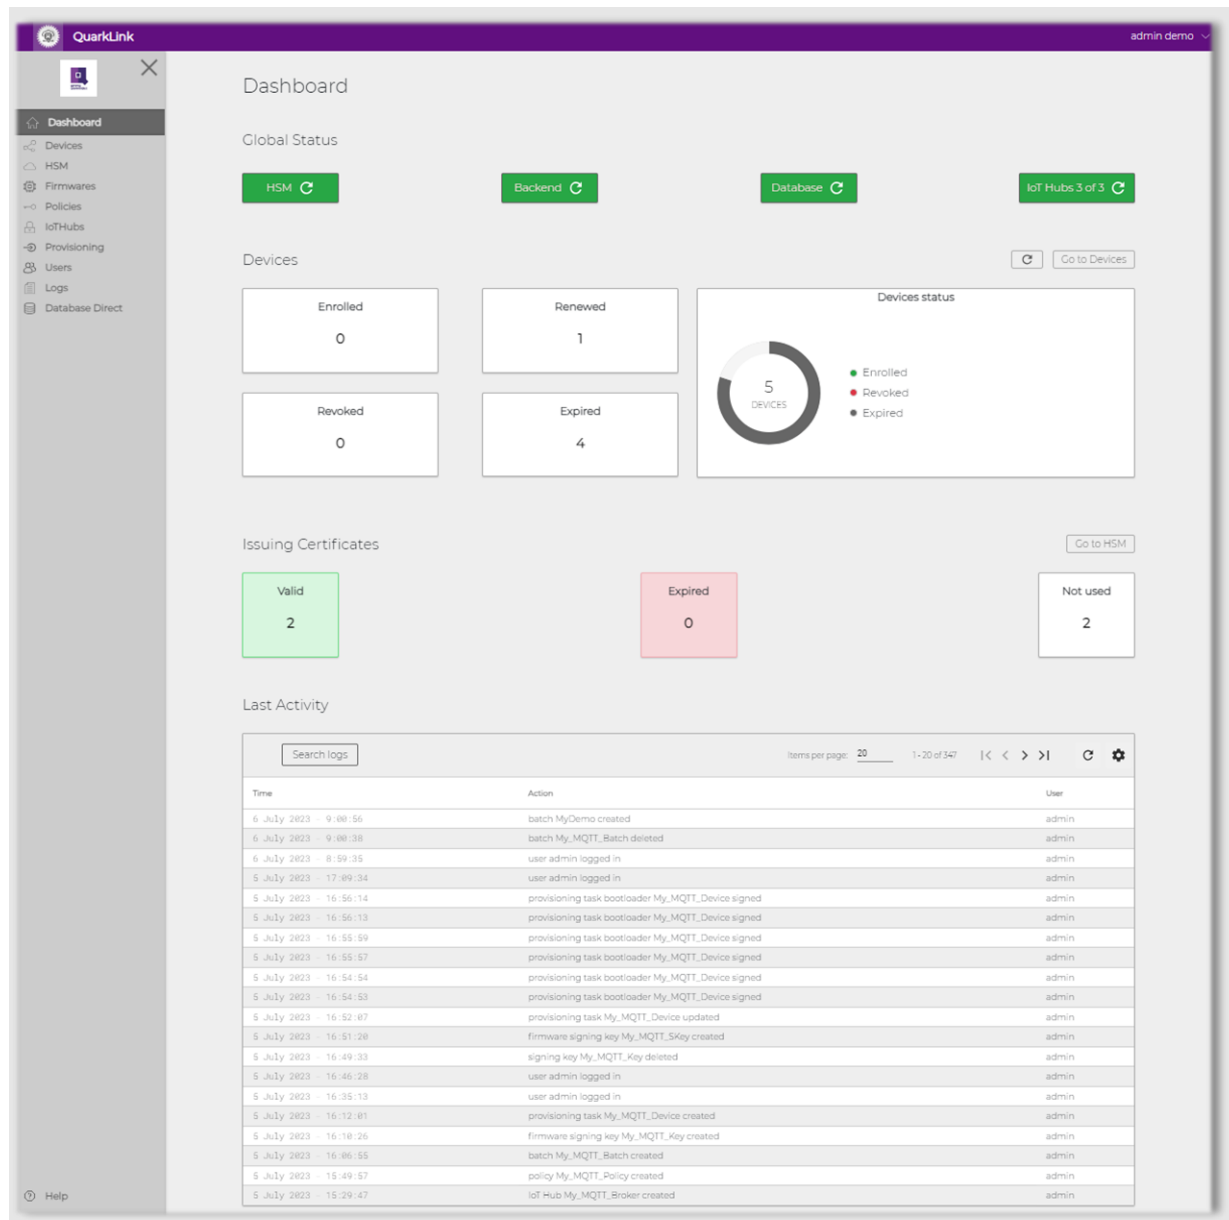 QuarkLink
admin demo
Dashboard
Devices
HSM
Firmwares
Policies
IoTHubs
Provisioning
Users
Logs
Database Direct
Help
Dashboard
Global Status
HSM
Backend
Database
IoT Hubs 3 of 3
Devices
Go to Devices
Enrolled
0
Renewed
1
Revoked
0
Expired
4
Devices status
5
DEVICES
Enrolled
Revoked
Expired
Issuing Certificates
Go to HSM
Valid
2
Expired
0
Not used
2
Last Activity
Search logs
Items per page: 20
1 - 20 of 347
Time Action User
6 July 2023 - 9:00:56 batch MyDemo created admin
6 July 2023 - 9:00:38 batch My_MQTT_Batch deleted admin
6 July 2023 - 8:59:35 user admin logged in admin
5 July 2023 - 17:09:34 user admin logged in admin
5 July 2023 - 16:56:14 provisioning task bootloader My_MQTT_Device signed admin
5 July 2023 - 16:56:13 provisioning task bootloader My_MQTT_Device signed admin
5 July 2023 - 16:55:59 provisioning task bootloader My_MQTT_Device signed admin
5 July 2023 - 16:55:57 provisioning task bootloader My_MQTT_Device signed admin
5 July 2023 - 16:54:54 provisioning task bootloader My_MQTT_Device signed admin
5 July 2023 - 16:54:53 provisioning task bootloader My_MQTT_Device signed admin
5 July 2023 - 16:52:07 provisioning task My_MQTT_Device updated admin
5 July 2023 - 16:51:20 firmware signing key My_MQTT_SKey created admin
5 July 2023 - 16:49:33 signing key My_MQTT_Key deleted admin
5 July 2023 - 16:46:28 user admin logged in admin
5 July 2023 - 16:35:13 user admin logged in admin
5 July 2023 - 16:12:01 provisioning task My_MQTT_Device created admin
5 July 2023 - 16:10:26 firmware signing key My_MQTT_Key created admin
5 July 2023 - 16:06:55 batch My_MQTT_Batch created admin
5 July 2023 - 15:49:57 policy My_MQTT_Policy created admin
5 July 2023 - 15:29:47 IoT Hub My_MQTT_Broker created admin